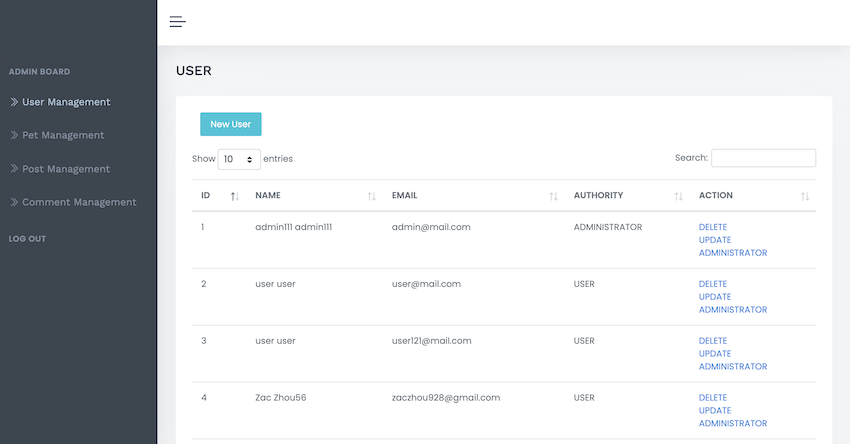 ADMIN BOARD
User Management
Pet Management
Post Management
Comment Management
LOG OUT
USER
New User
Show 10 entries
Search:
ID NAME EMAIL AUTHORITY ACTION
1 admin111 admin111 admin@mail.com ADMINISTRATOR DELETE
UPDATE
ADMINISTRATOR
2 user user user@mail.com USER DELETE
UPDATE
ADMINISTRATOR
3 user user user121@mail.com USER DELETE
UPDATE
ADMINISTRATOR
4 Zac Zhou56 zaczhou928@gmail.com USER DELETE
UPDATE
ADMINISTRATOR